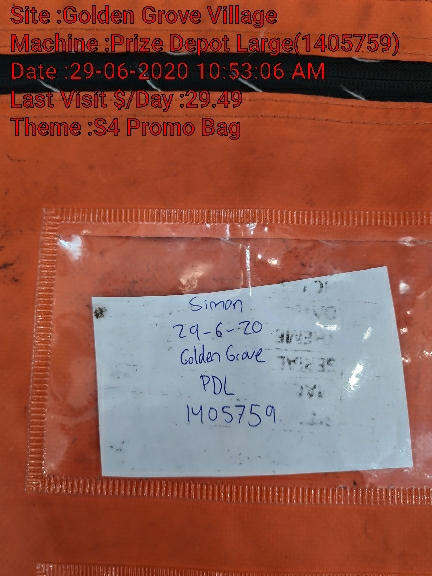 Site :Golden Grove Village
Machine :Prize Depot Large(1405759)
Date :29-06-2020 10:53:06 AM
Last Visit $/Day :29.49
Theme :S4 Promo Bag
Simon
29-6-20
Golden Grove
PDL
1405759